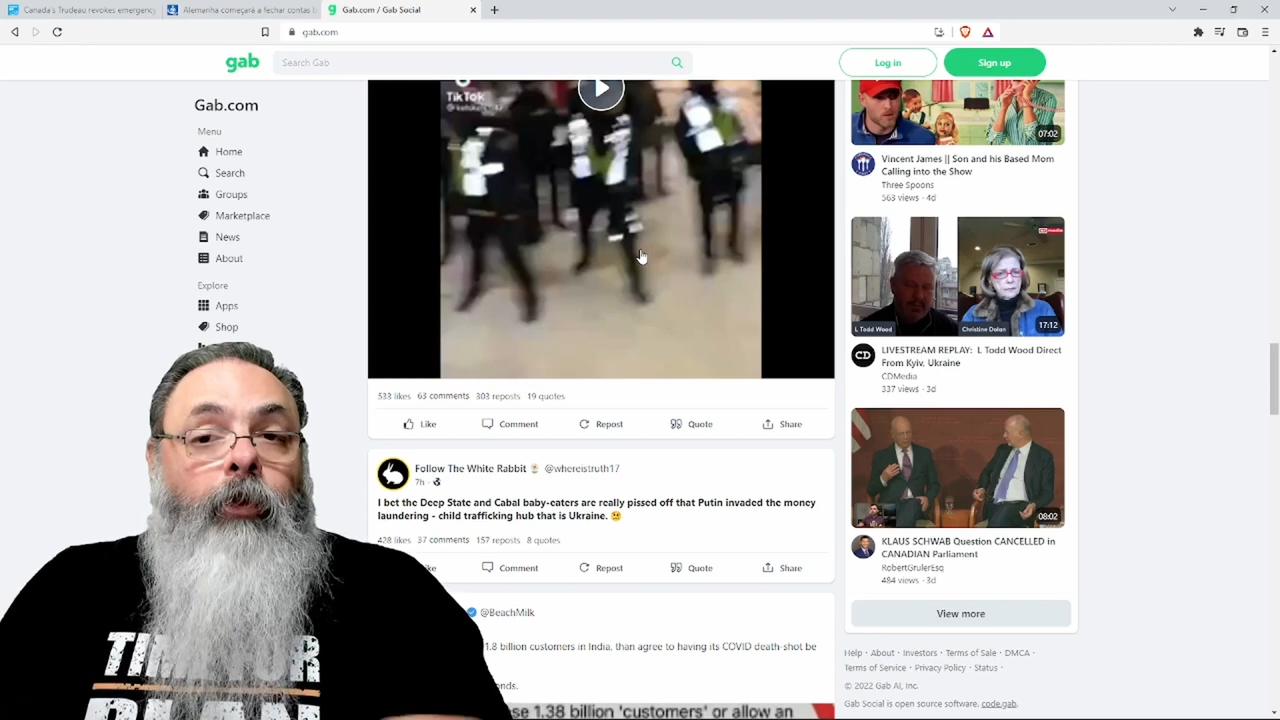 Canada's Trudeau revokes emergency
Alemanha começará a fechar contas
Gab.com / Gab Social
gab.com
gab
Search Gab
Log in
Sign up
Gab.com
Menu
Home
Search
Groups
Marketplace
News
About
Explore
Apps
Shop
TikTok
533 likes 63 comments 303 reposts 19 quotes
Like
Comment
Repost
Quote
Share
Follow The White Rabbit @whereistruth17
7h
I bet the Deep State and Cabal baby-eaters are really pissed off that Putin invaded the money
laundering - child trafficking hub that is Ukraine.
428 likes 37 comments 157 reposts 8 quotes
Comment
Repost
Quote
Share
@BeachMilk
1.8 billion customers in India, than agree to having its COVID death-shot be
1.38 billion 'customers' or allow an
07:02
Vincent James || Son and his Based Mom
Calling into the Show
Three Spoons
563 views · 4d
CDMedia
L Todd Wood
Christine Dolan
17:12
CD
LIVESTREAM REPLAY: L Todd Wood Direct
From Kyiv, Ukraine
CDMedia
337 views · 3d
08:02
KLAUS SCHWAB Question CANCELLED in
CANADIAN Parliament
RobertGrulerEsq
484 views · 3d
View more
Help · About · Investors · Terms of Sale · DMCA ·
Terms of Service · Privacy Policy · Status ·
© 2022 Gab AI, Inc.
Gab Social is open source software. code.gab.